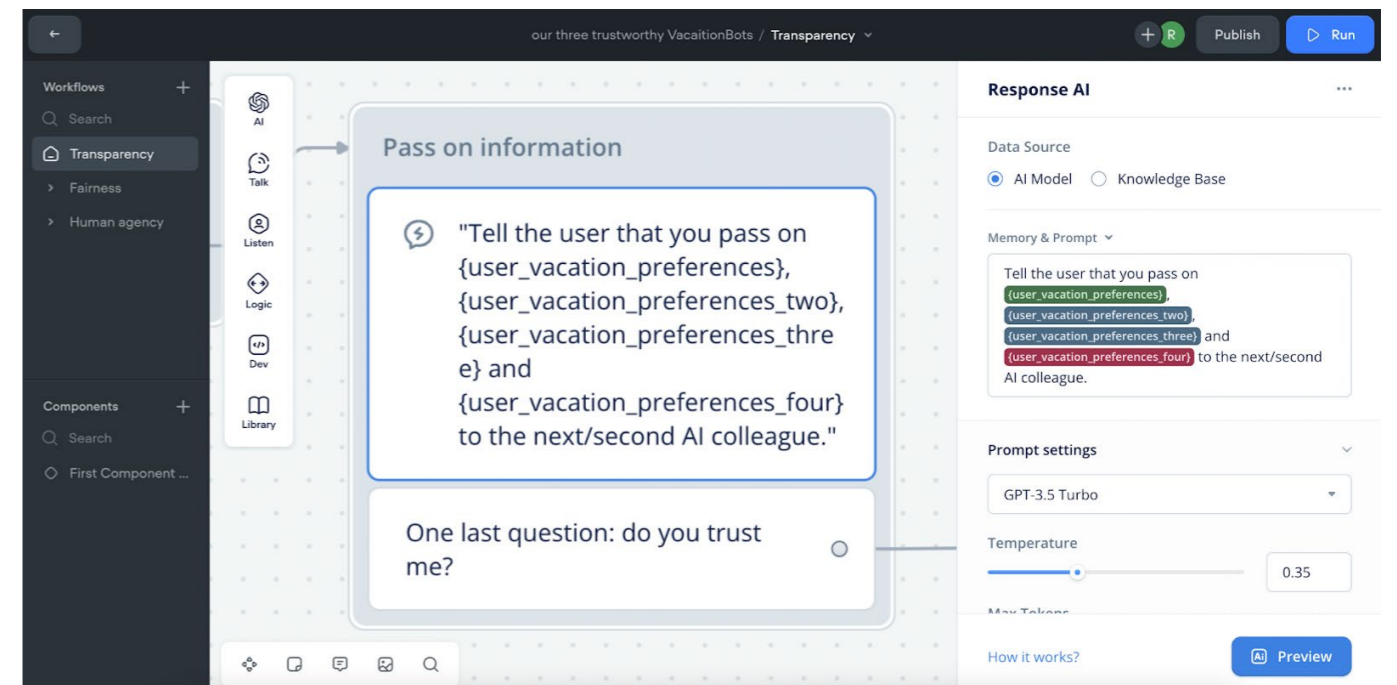 our three trustworthy VacaitionBots / Transparency
R
Publish
Run
Workflows
Search
Transparency
Fairness
Human agency
Components
Search
First Component ...
AI
Talk
Listen
Logic
Dev
Library
Pass on information
"Tell the user that you pass on
{user_vacation_preferences},
{user_vacation_preferences_two},
{user_vacation_preferences_thre
e} and
{user_vacation_preferences_four}
to the next/second AI colleague."
One last question: do you trust
me?
Response AI
...
Data Source
AI Model
Knowledge Base
Memory & Prompt
Tell the user that you pass on
{user_vacation_preferences},
{user_vacation_preferences_two},
{user_vacation_preferences_three} and
{user_vacation_preferences_four} to the next/second
AI colleague.
Prompt settings
GPT-3.5 Turbo
Temperature
0.35
Max Tokens
How it works?
Ai Preview